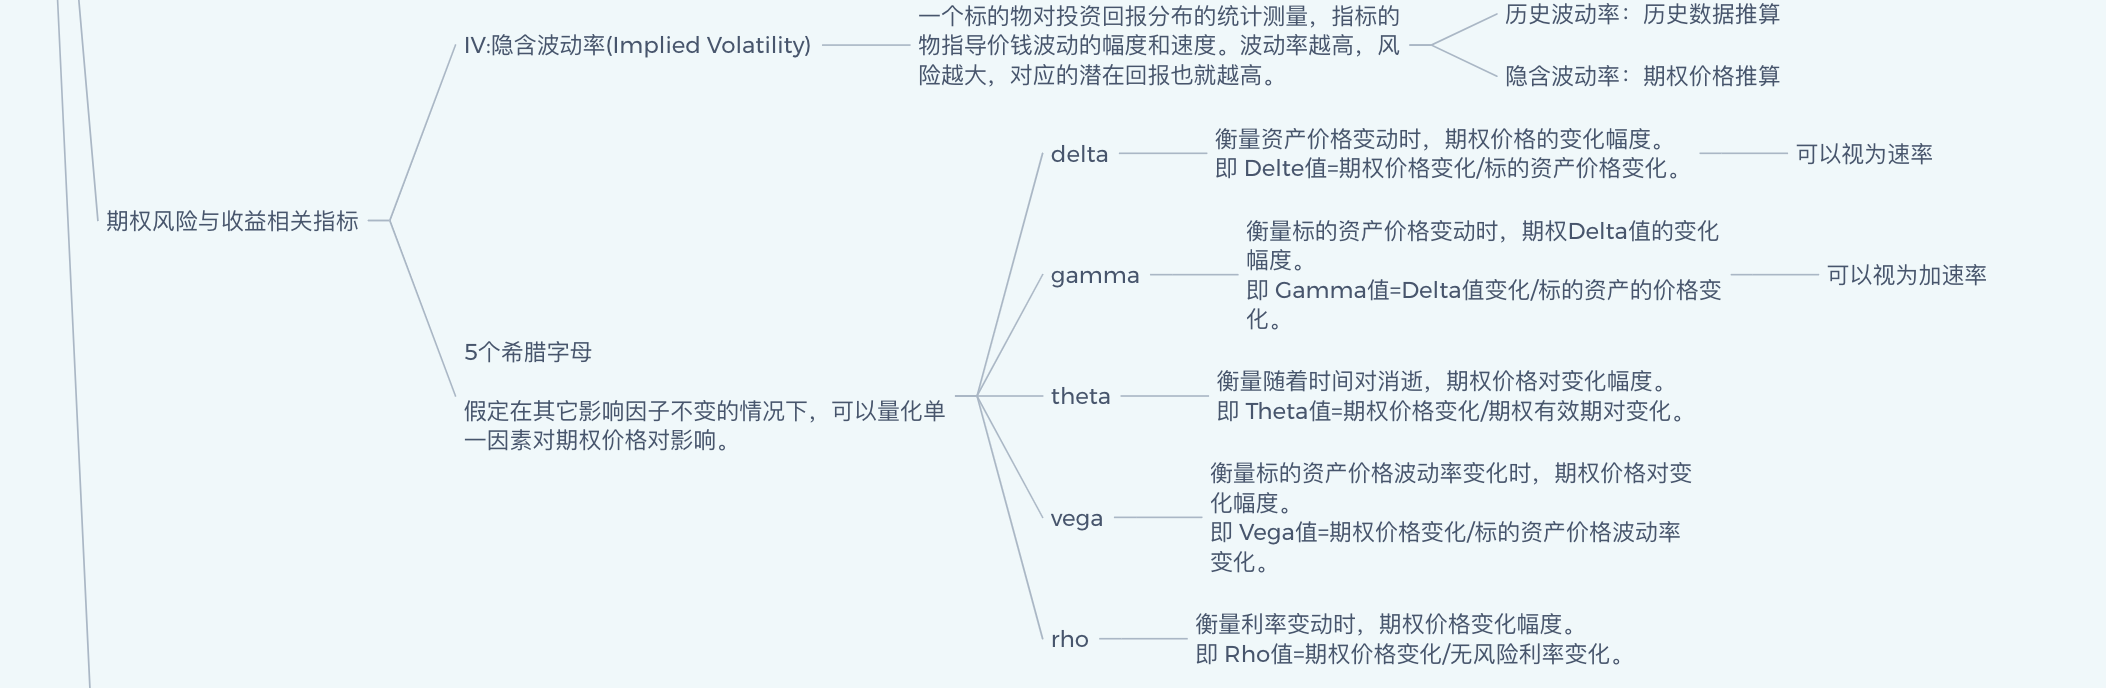 期权风险与收益相关指标
IV:隐含波动率(Implied Volatility)
一个标的物对投资回报分布的统计测量，指标的
物指导价钱波动的幅度和速度。波动率越高，风
险越大，对应的潜在回报也就越高。
历史波动率：历史数据推算
隐含波动率：期权价格推算
5个希腊字母
假定在其它影响因子不变的情况下，可以量化单
一因素对期权价格对影响。
delta
衡量资产价格变动时，期权价格的变化幅度。
即 Delte值=期权价格变化/标的资产价格变化。
可以视为速率
gamma
衡量标的资产价格变动时，期权Delta值的变化
幅度。
即 Gamma值=Delta值变化/标的资产的价格变
化。
可以视为加速率
theta
衡量随着时间对消逝，期权价格对变化幅度。
即 Theta值=期权价格变化/期权有效期对变化。
vega
衡量标的资产价格波动率变化时，期权价格对变
化幅度。
即 Vega值=期权价格变化/标的资产价格波动率
变化。
rho
衡量利率变动时，期权价格变化幅度。
即 Rho值=期权价格变化/无风险利率变化。